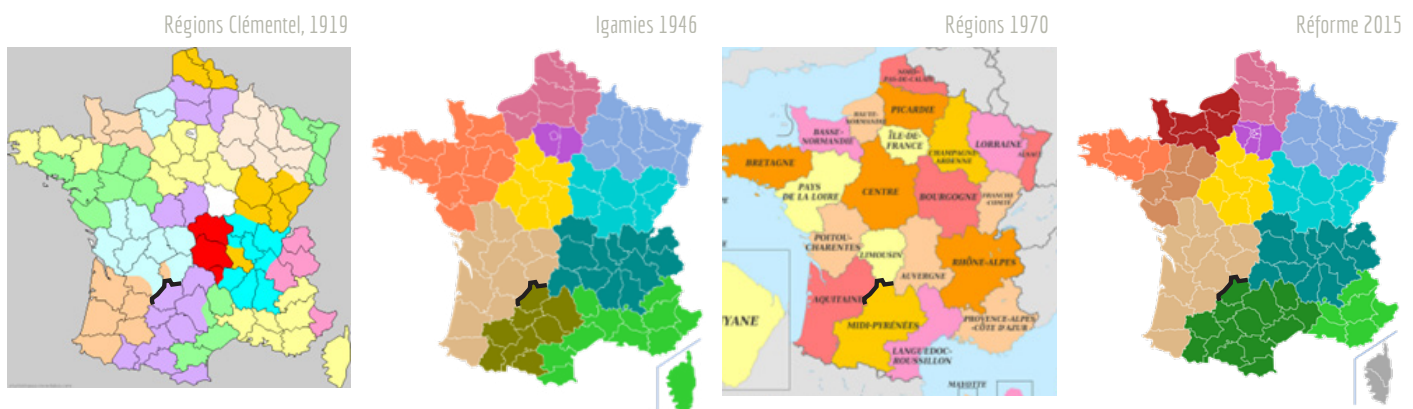 Régions Clémentel, 1919
Igamies 1946
Régions 1970
Réforme 2015
NORD-
PAS-DE-CALAIS
PICARDIE
HAUTE-
NORMANDIE
BASSE-
NORMANDIE
ÎLE-DE-
FRANCE
CHAMPAGNE-
ARDENNE
LORRAINE
ALSACE
BRETAGNE
PAYS
DE LA LOIRE
CENTRE
BOURGOGNE
FRANCHE-
COMTÉ
POITOU-
CHARENTES
LIMOUSIN
AUVERGNE
RHÔNE-ALPES
AQUITAINE
MIDI-PYRÉNÉES
LANGUEDOC-
ROUSSILLON
PROVENCE-ALPES
-CÔTE D'AZUR
YANE
MAYOTTE